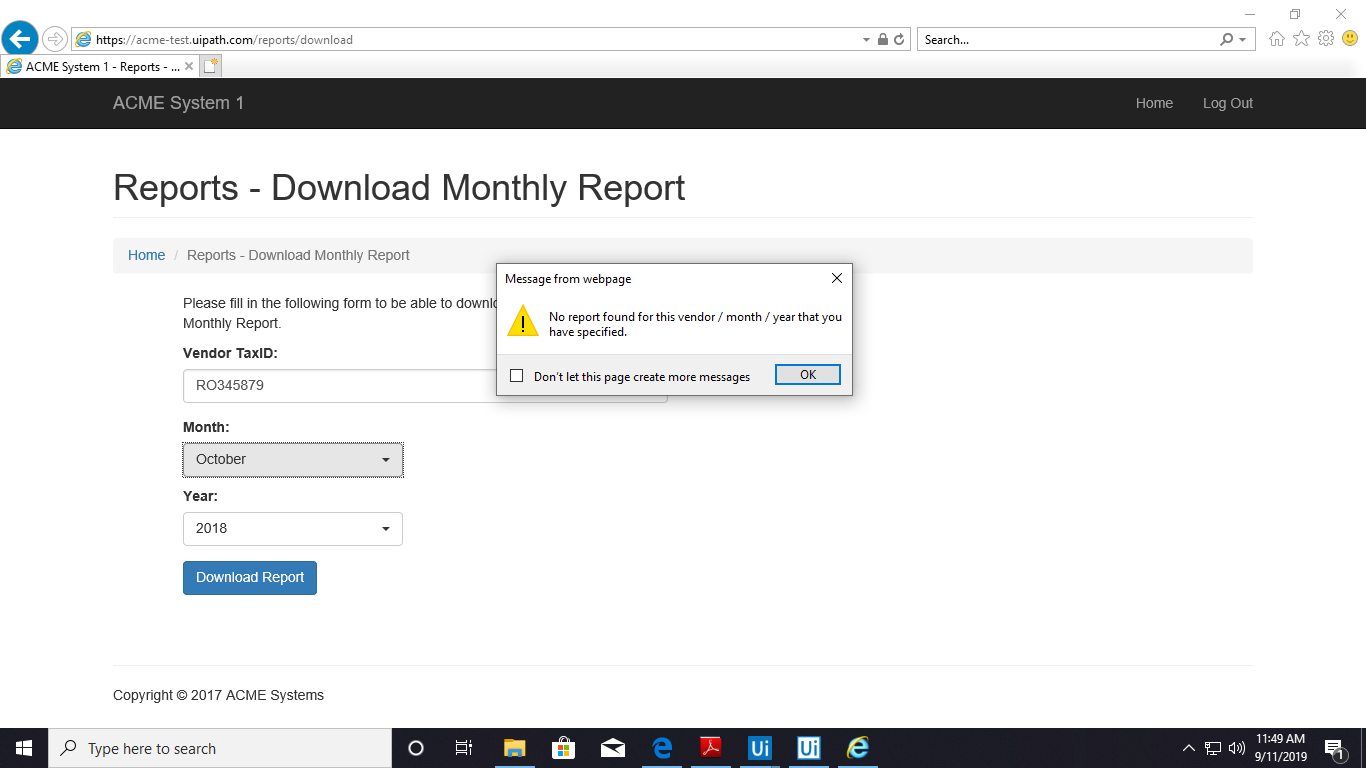 https://acme-test.uipath.com/reports/download
Search...
ACME System 1 - Reports - ...
ACME System 1
Home
Log Out
Reports - Download Monthly Report
Home / Reports - Download Monthly Report
Please fill in the following form to be able to
Monthly Report.
Vendor TaxID:
RO345879
Month:
October
Year:
2018
Download Report
Message from webpage
No report found for this vendor / month / year that you
have specified.
Don't let this page create more messages
OK
Copyright © 2017 ACME Systems
Type here to search
Ui
Ui
11:49 AM
9/11/2019
1